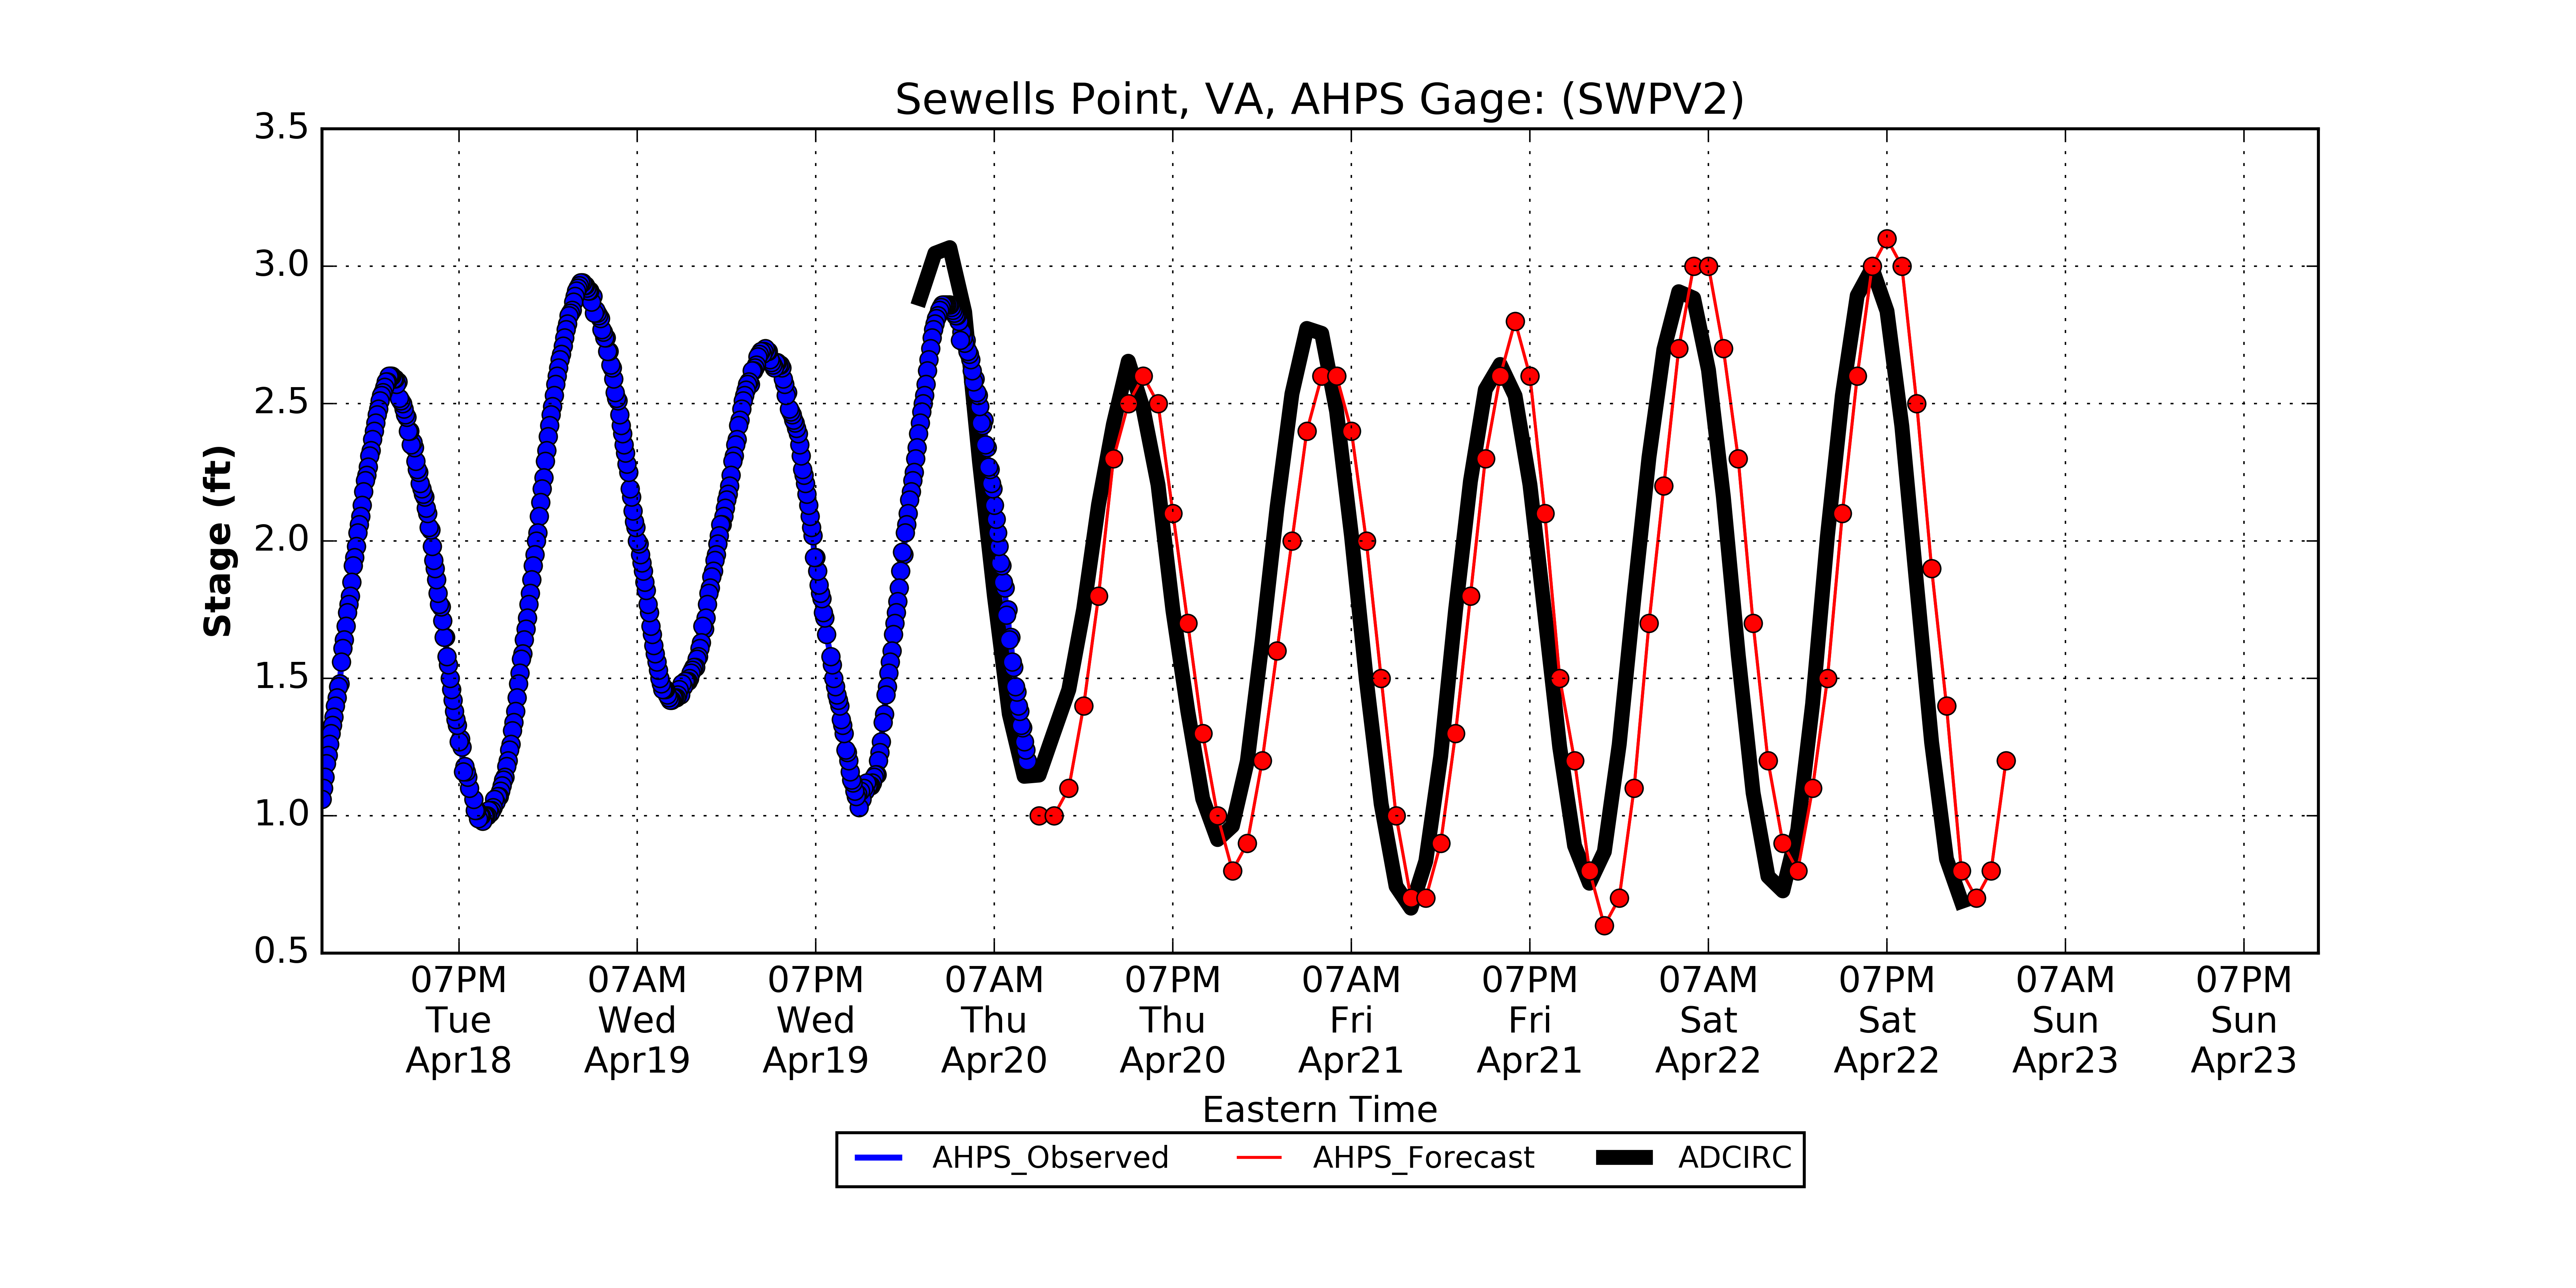 Sewells Point, VA, AHPS Gage: (SWPV2)
3.5
3.0
2.5
2.0
1.5
1.0
0.5
Stage (ft)
07PM 07AM 07PM 07AM 07PM 07AM 07PM 07AM 07PM 07AM 07PM
Tue Wed Wed Thu Thu Fri Fri Sat Sat Sun Sun
Apr18 Apr19 Apr19 Apr20 Apr20 Apr21 Apr21 Apr22 Apr22 Apr23 Apr23
Eastern Time
AHPS_Observed AHPS_Forecast ADCIRC